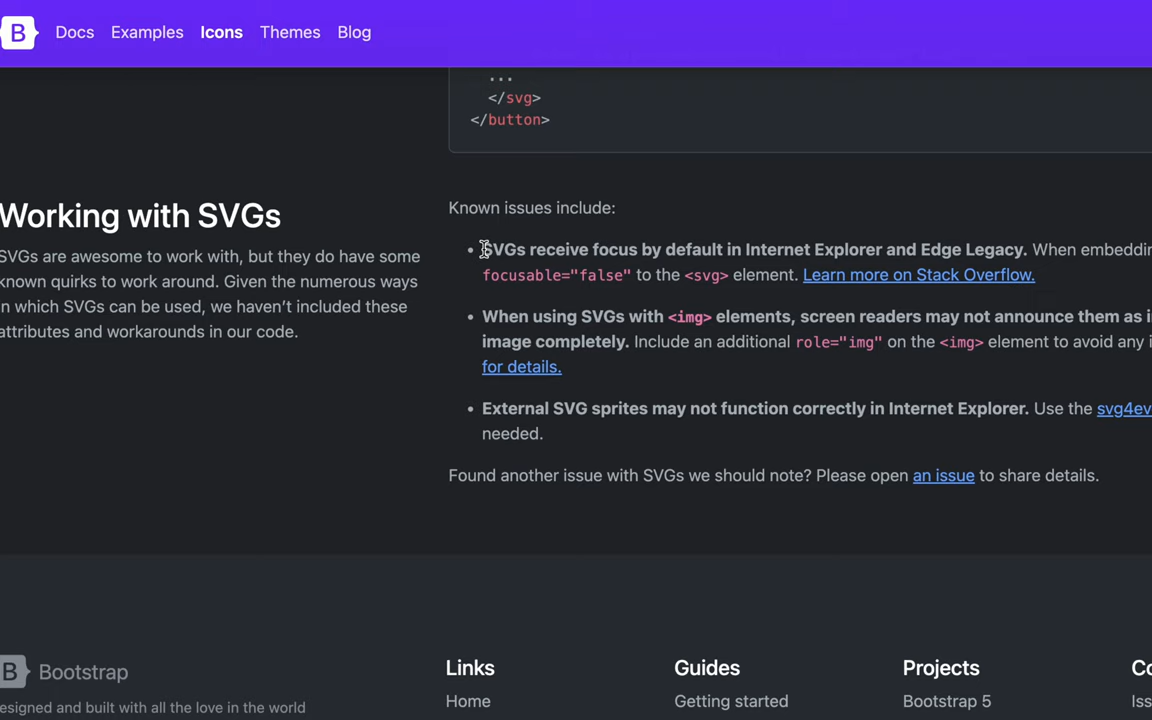 B Docs Examples Icons Themes Blog
...
</svg>
</button>
Working with SVGs
SVGs are awesome to work with, but they do have some
known quirks to work around. Given the numerous ways
in which SVGs can be used, we haven’t included these
attributes and workarounds in our code.
Known issues include:
• SVGs receive focus by default in Internet Explorer and Edge Legacy. When
focusable="false" to the <svg> element. Learn more on Stack Overflow.
• When using SVGs with <img> elements, screen readers may not announce them as
image completely. Include an additional role="img" on the <img> element to avoid any
for details.
• External SVG sprites may not function correctly in Internet Explorer. Use the
needed.
Found another issue with SVGs we should note? Please open an issue to share details.
B Bootstrap
esigned and built with all the love in the world
Links
Home
Guides
Getting started
Projects
Bootstrap 5